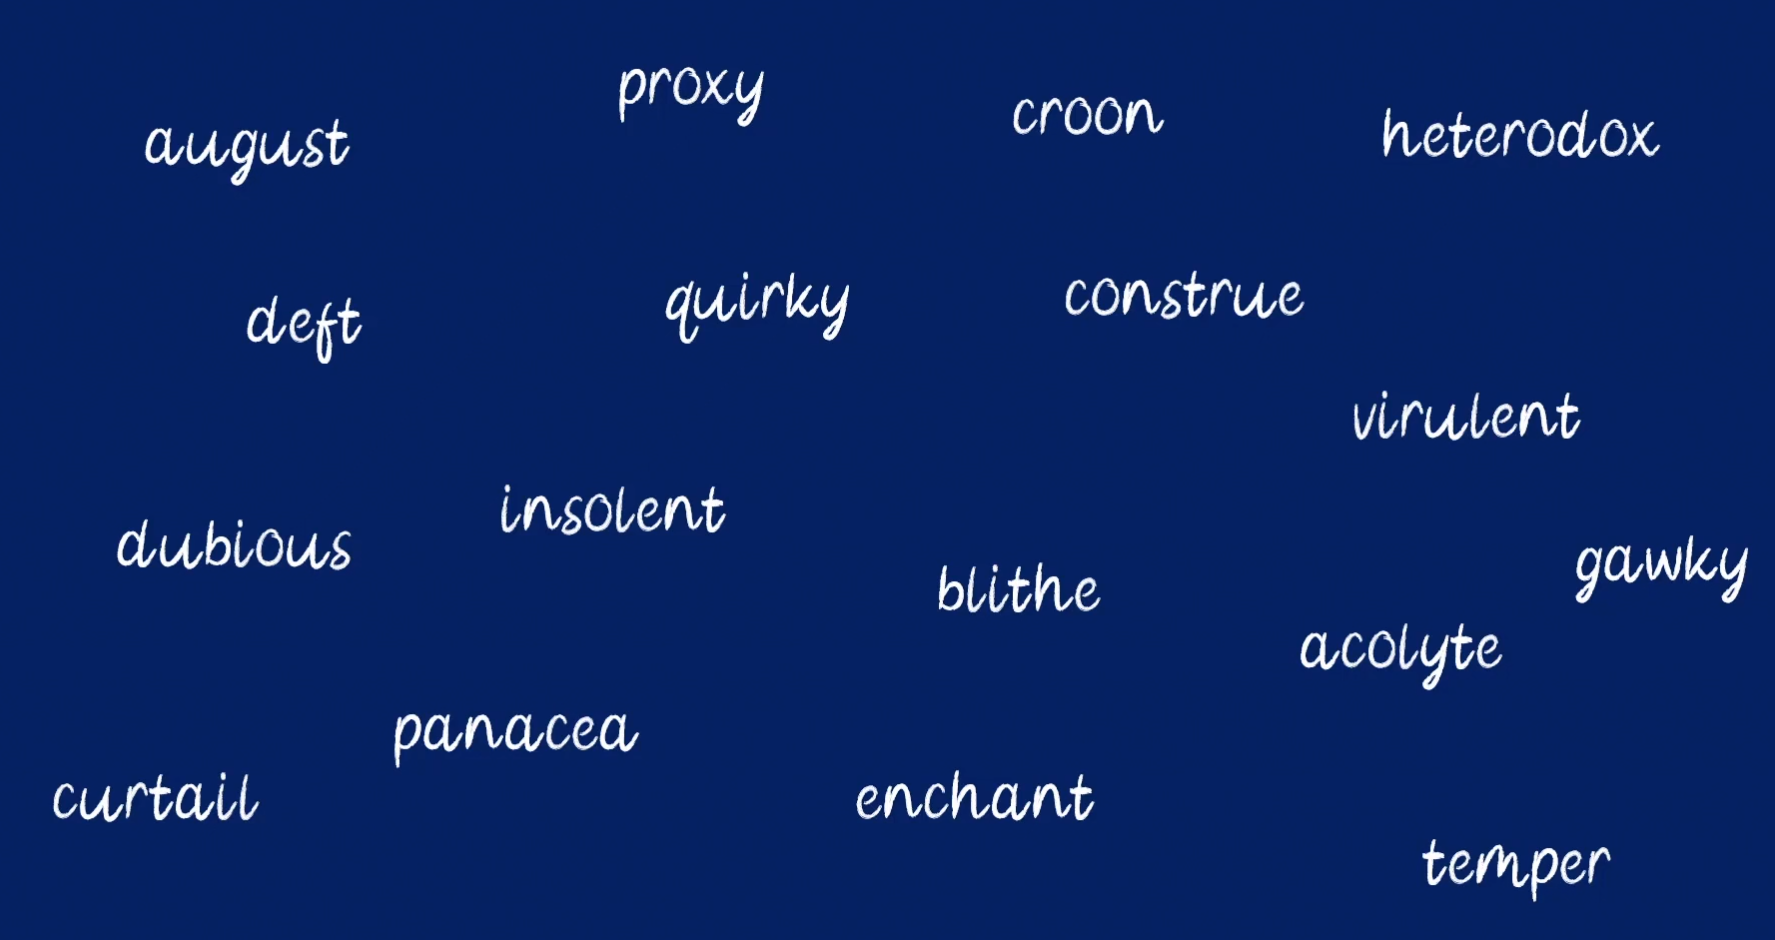 proxy
croon
august
heterodox
deft
quirky
construe
virulent
insolent
dubious
gawky
blithe
acolyte
panacea
curtail
enchant
temper